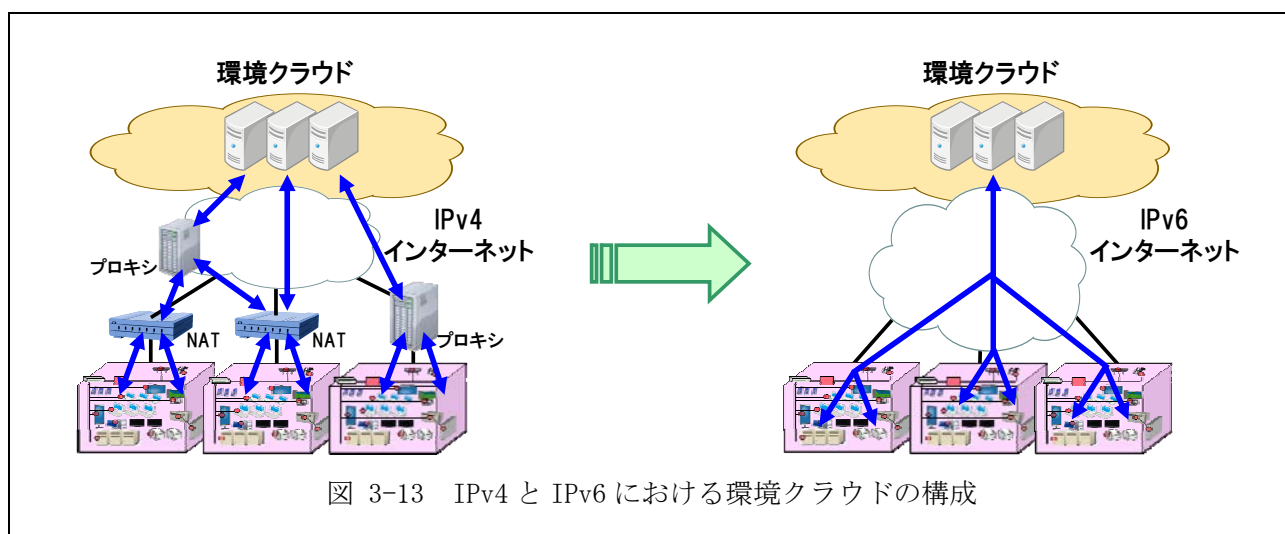 環境クラウド
IPv4
インターネット
プロキシ
NAT
NAT
プロキシ
環境クラウド
IPv6
インターネット
図 3-13 IPv4 と IPv6 における環境クラウドの構成